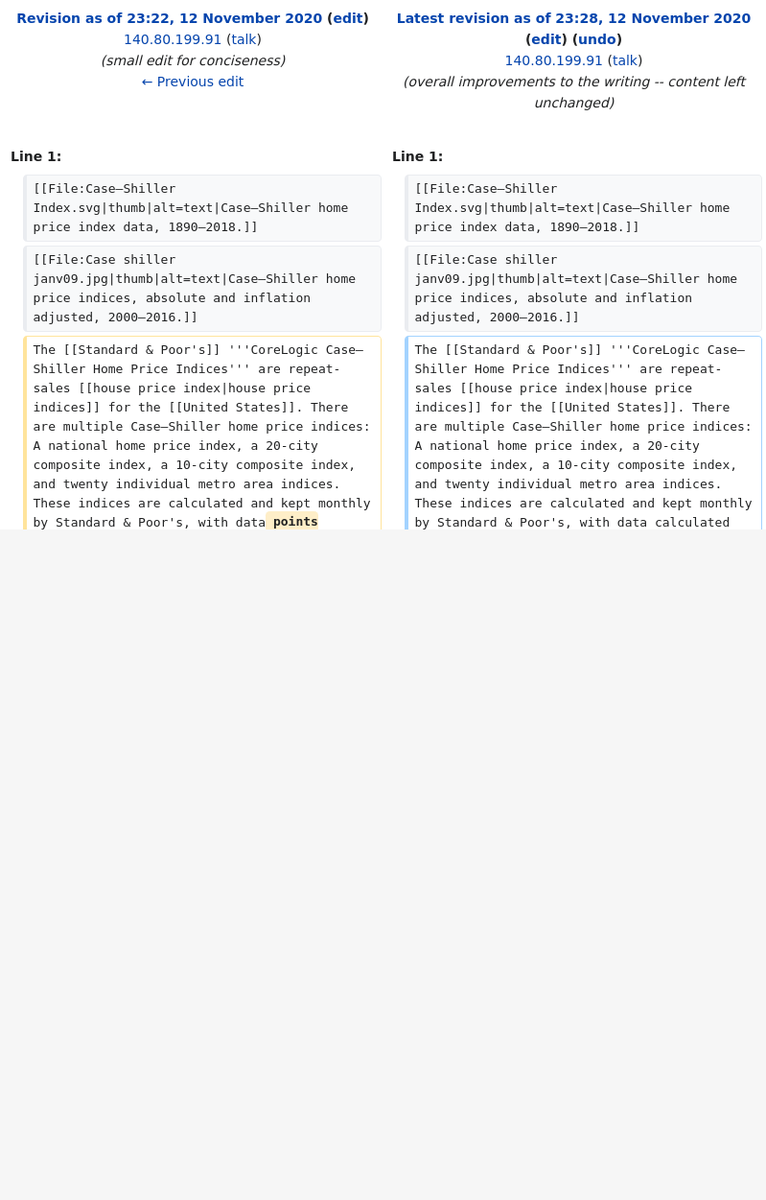 Revision as of 23:22, 12 November 2020 (edit)
140.80.199.91 (talk)
(small edit for conciseness)
← Previous edit
Latest revision as of 23:28, 12 November 2020
(edit) (undo)
140.80.199.91 (talk)
(overall improvements to the writing -- content left
unchanged)
Line 1:
Line 1:
[[File:Case–Shiller
Index.svg|thumb|alt=text|Case–Shiller home
price index data, 1890–2018.]]
[[File:Case–Shiller
Index.svg|thumb|alt=text|Case–Shiller home
price index data, 1890–2018.]]
[[File:Case shiller
janv09.jpg|thumb|alt=text|Case–Shiller home
price indices, absolute and inflation
adjusted, 2000–2016.]]
[[File:Case shiller
janv09.jpg|thumb|alt=text|Case–Shiller home
price indices, absolute and inflation
adjusted, 2000–2016.]]
The [[Standard & Poor's]] '''CoreLogic Case–
Shiller Home Price Indices''' are repeat-
sales [[house price index|house price
indices]] for the [[United States]]. There
are multiple Case–Shiller home price indices:
A national home price index, a 20-city
composite index, a 10-city composite index,
and twenty individual metro area indices.
These indices are calculated and kept monthly
by Standard & Poor's, with data points
The [[Standard & Poor's]] '''CoreLogic Case–
Shiller Home Price Indices''' are repeat-
sales [[house price index|house price
indices]] for the [[United States]]. There
are multiple Case–Shiller home price indices:
A national home price index, a 20-city
composite index, a 10-city composite index,
and twenty individual metro area indices.
These indices are calculated and kept monthly
by Standard & Poor's, with data calculated